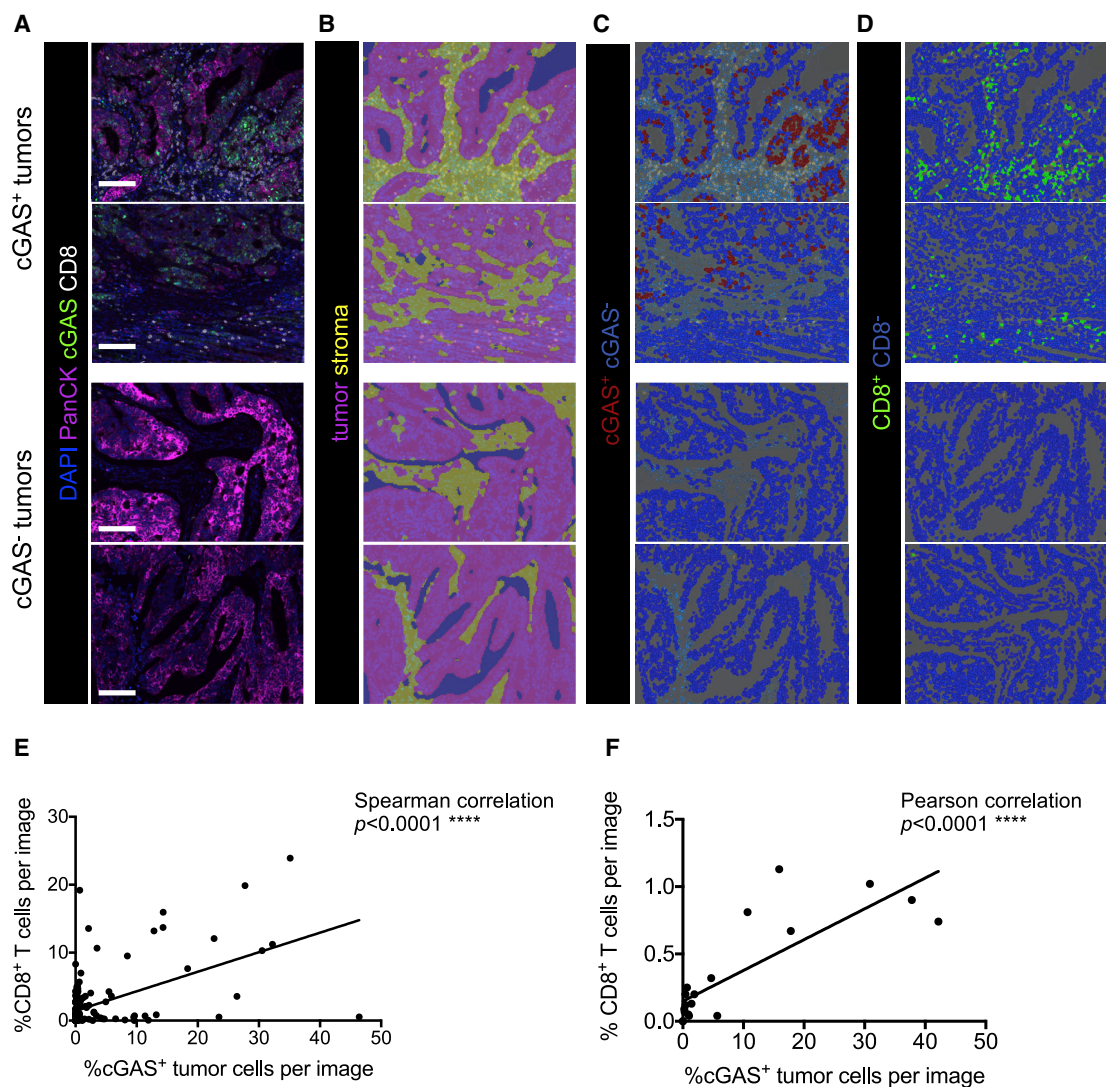 A
B
C
D
cGAS⁺ tumors
cGAS⁻ tumors
DAPI PanCK cGAS CD8
tumor stroma
cGAS⁺ cGAS⁻
CD8⁺ CD8-
E
Spearman correlation
p<0.0001 ****
%CD8⁺ T cells per image
30
20
10
0
0 10 20 30 40 50
%cGAS⁺ tumor cells per image
F
Pearson correlation
p<0.0001 ****
% CD8⁺ T cells per image
1.5
1.0
0.5
0.0
0 10 20 30 40 50
%cGAS⁺ tumor cells per image